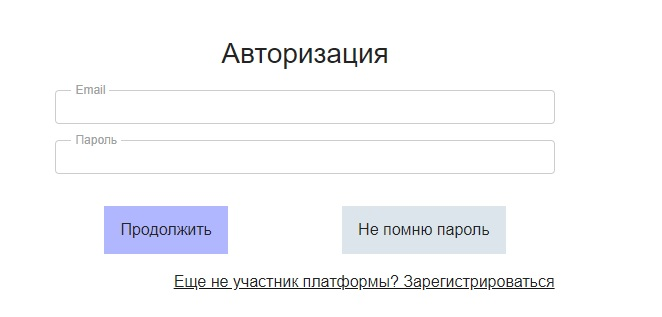 Авторизация
Email
Пароль
Продолжить
Не помню пароль
Еще не участник платформы? Зарегистрироваться